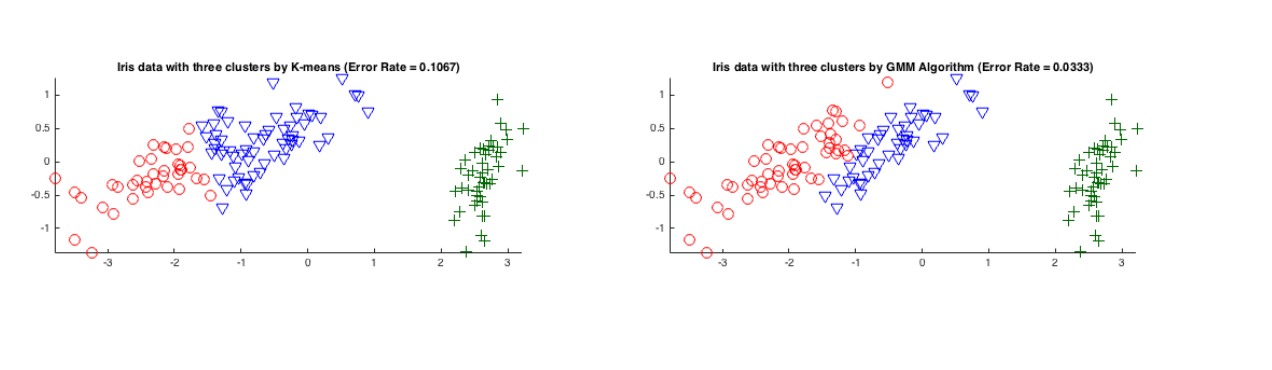 Iris data with three clusters by K-means (Error Rate = 0.1067)
1
0.5
0
-0.5
-1
-3 -2 -1 0 1 2 3
Iris data with three clusters by GMM Algorithm (Error Rate = 0.0333)
1
0.5
0
-0.5
-1
-3 -2 -1 0 1 2 3